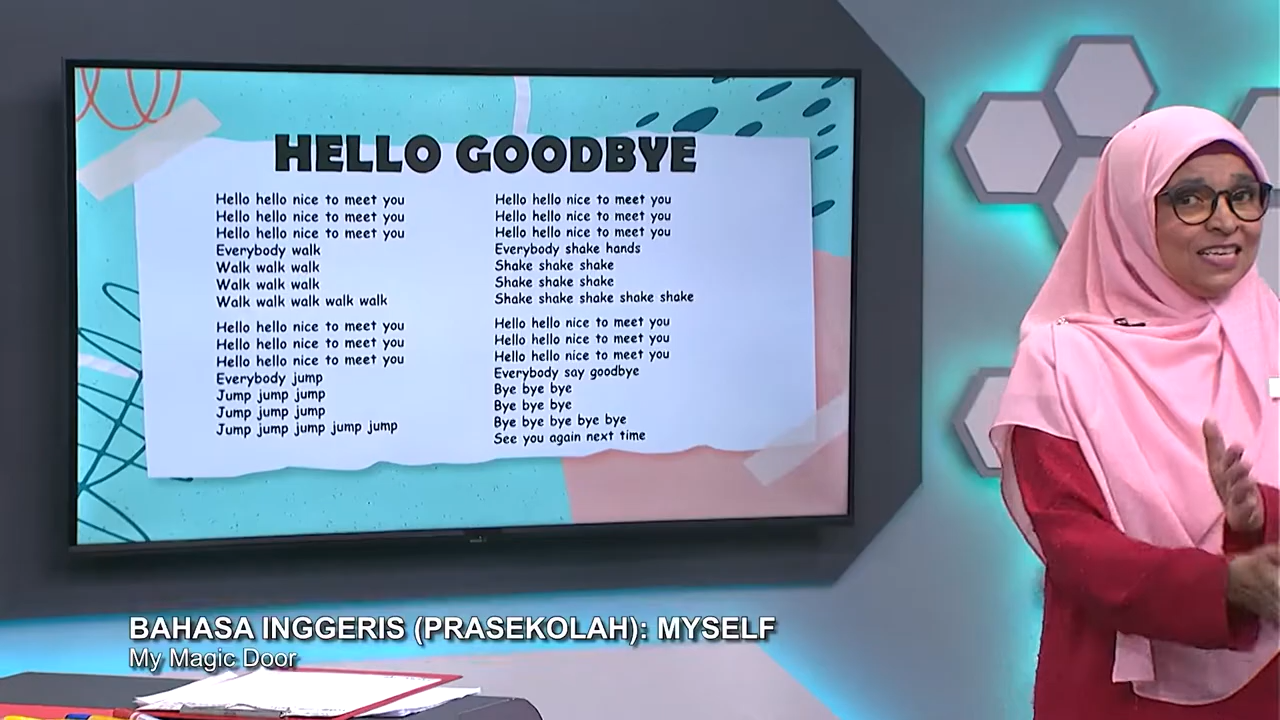 HELLO GOODBYE
Hello hello nice to meet you
Hello hello nice to meet you
Hello hello nice to meet you
Everybody walk
Walk walk walk
Walk walk walk
Walk walk walk walk walk
Hello hello nice to meet you
Hello hello nice to meet you
Hello hello nice to meet you
Everybody jump
Jump jump jump
Jump jump jump
Jump jump jump jump jump
Hello hello nice to meet you
Hello hello nice to meet you
Hello hello nice to meet you
Everybody shake hands
Shake shake shake
Shake shake shake
Shake shake shake shake shake
Hello hello nice to meet you
Hello hello nice to meet you
Hello hello nice to meet you
Everybody say goodbye
Bye bye bye
Bye bye bye
Bye bye bye bye bye
See you again next time
BAHASA INGGERIS (PRASEKOLAH): MYSELF
My Magic Door